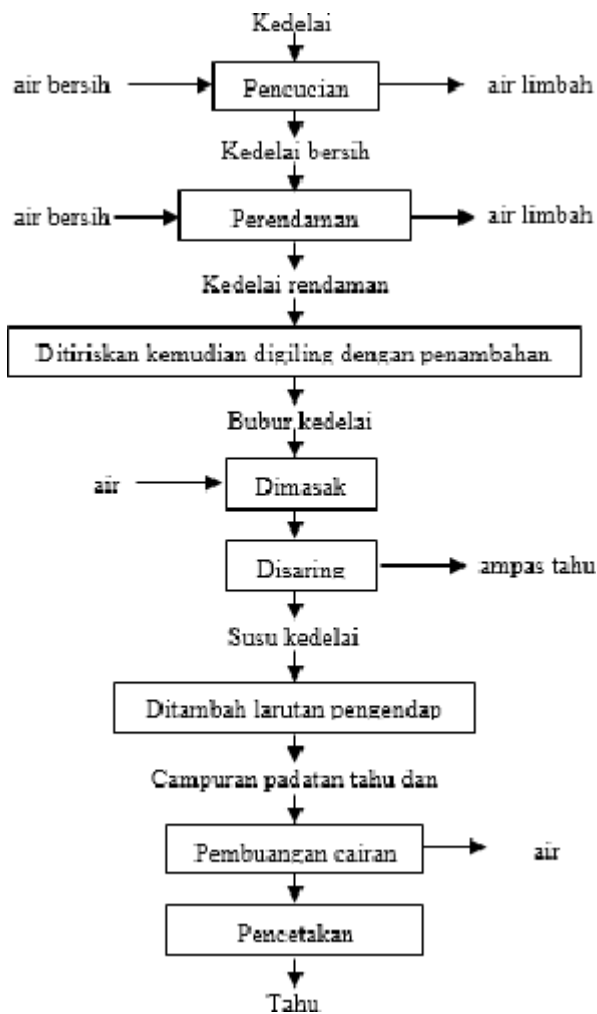 Kedelai
air bersih
Pencucian
air limbah
Kedelai bersih
air bersih
Perendaman
air limbah
Kedelai rendaman
Ditiriskan kemudian digiling dengan penambahan
Bubur kedelai
air
Dimasak
Disaring
ampas tahu
Susu kedelai
Ditambah larutan pengendap
Campuran padatan tahu dan
Pembuangan cairan
air
Pencetakan
Tahu